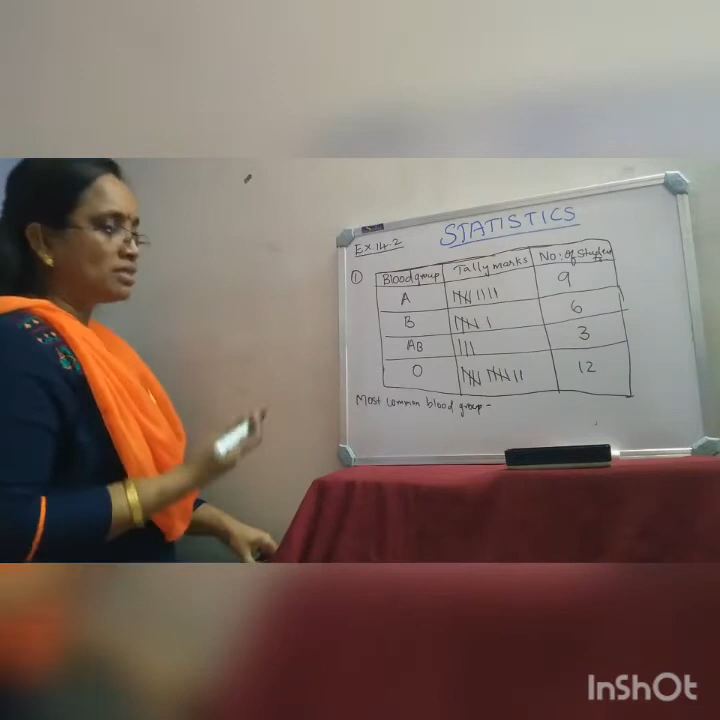 STATISTICS
Ex 14.2
① Blood group Tally marks No: of Student
A 9
B 6
AB 3
O 12
Most common blood group -
InShOt